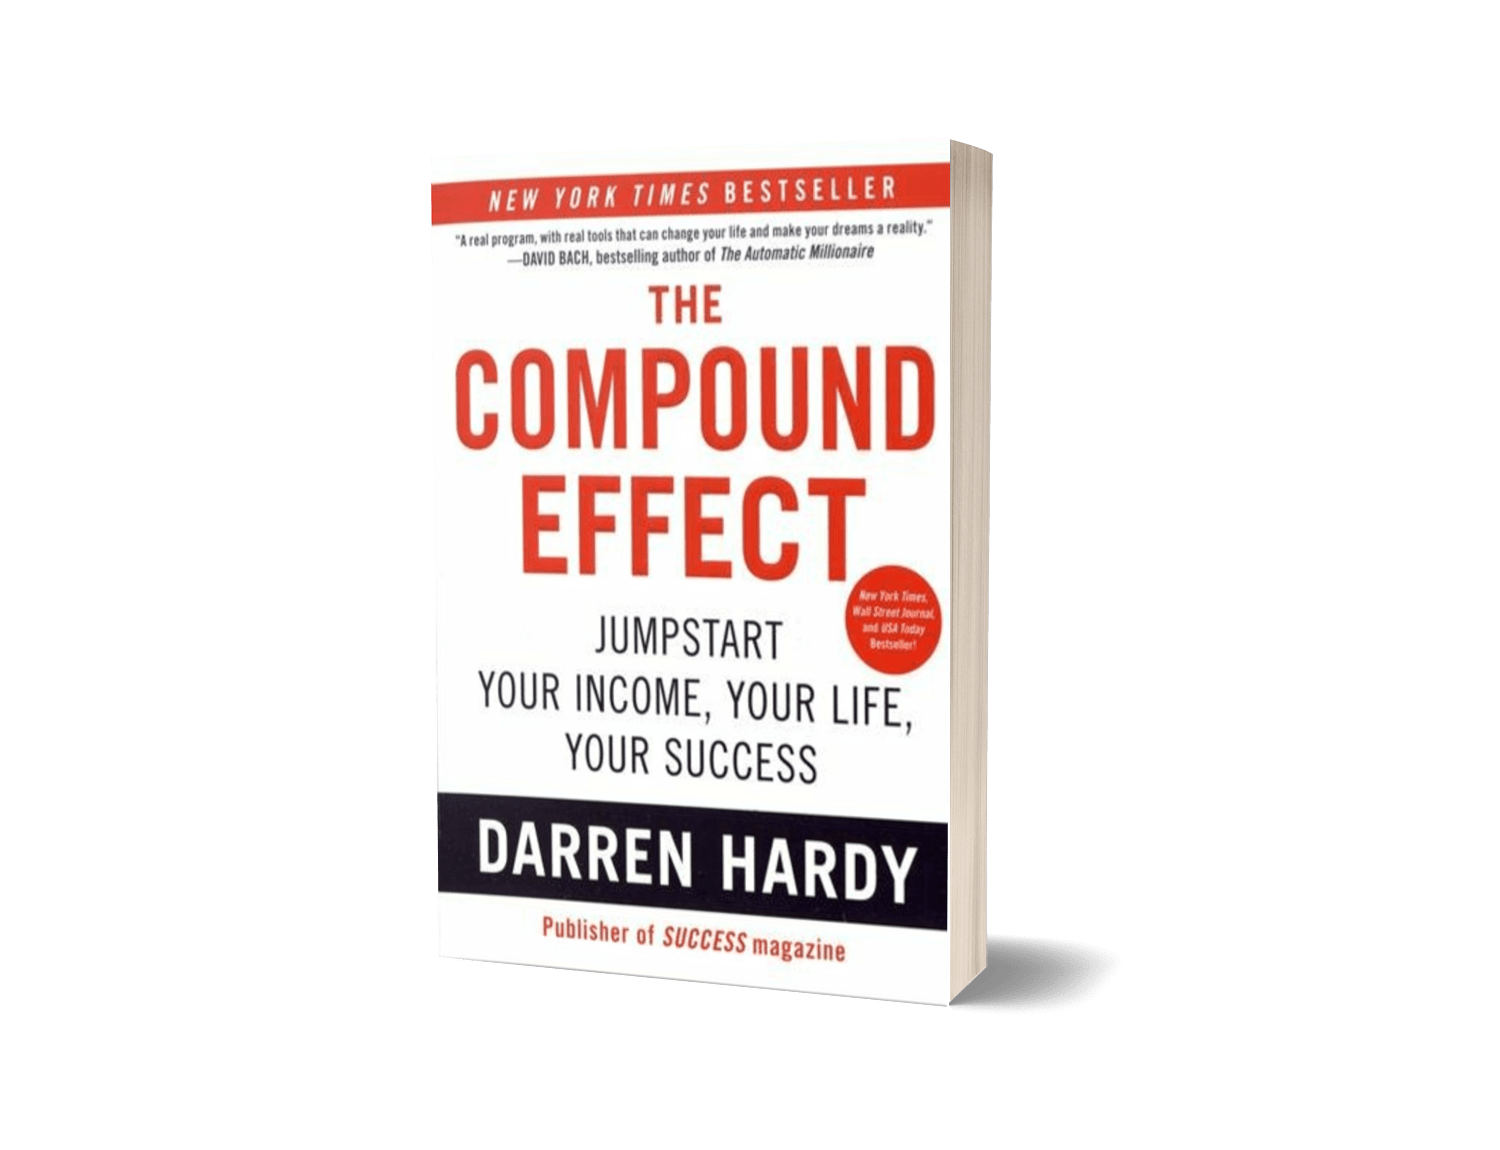 NEW YORK TIMES BESTSELLER
"A real program, with real tools that can change your life and make your dreams a reality."
—DAVID BACH, bestselling author of The Automatic Millionaire
THE
COMPOUND
EFFECT
New York Times,
Wall Street Journal,
and USA Today
Bestseller!
JUMPSTART
YOUR INCOME, YOUR LIFE,
YOUR SUCCESS
DARREN HARDY
Publisher of SUCCESS magazine